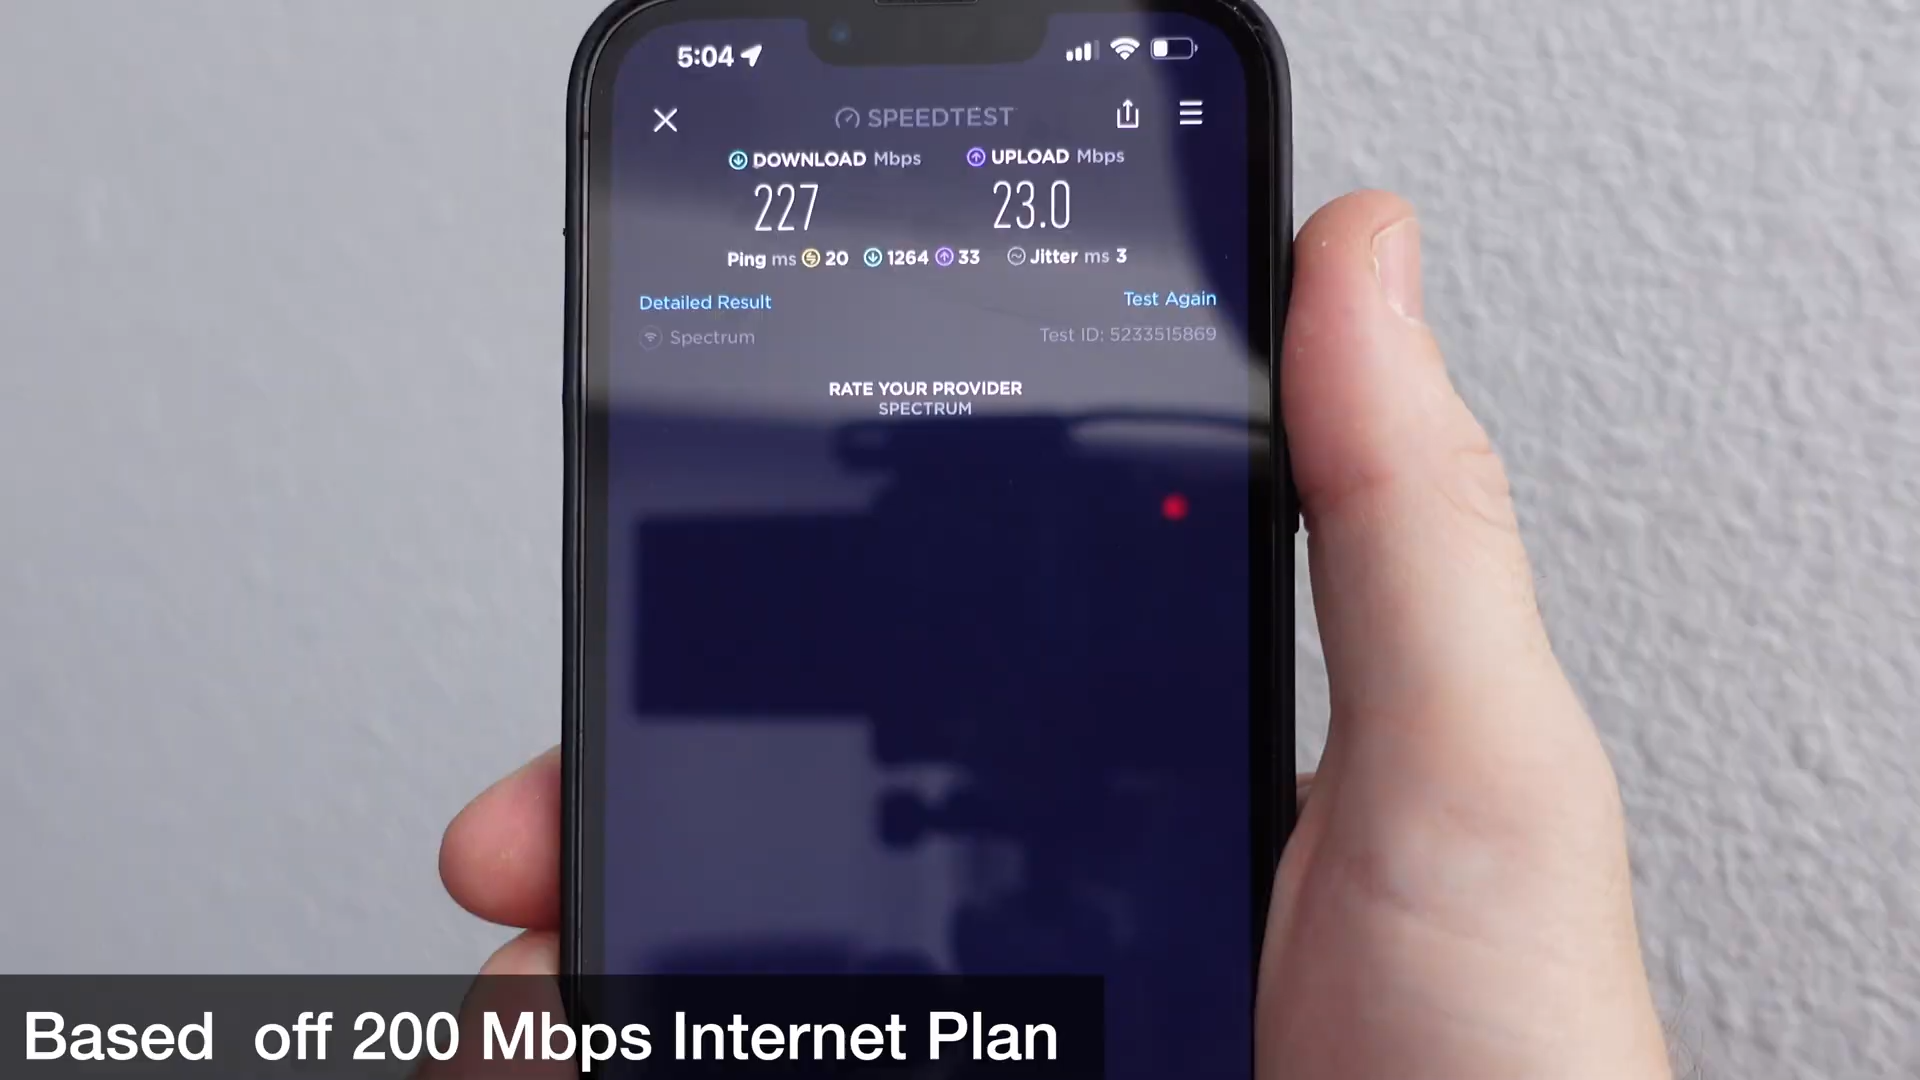 5:04
SPEEDTEST
DOWNLOAD Mbps UPLOAD Mbps
227 23.0
Ping ms 20 1264 33 Jitter ms 3
Detailed Result Test Again
Spectrum Test ID: 5233515869
RATE YOUR PROVIDER
SPECTRUM
Based off 200 Mbps Internet Plan